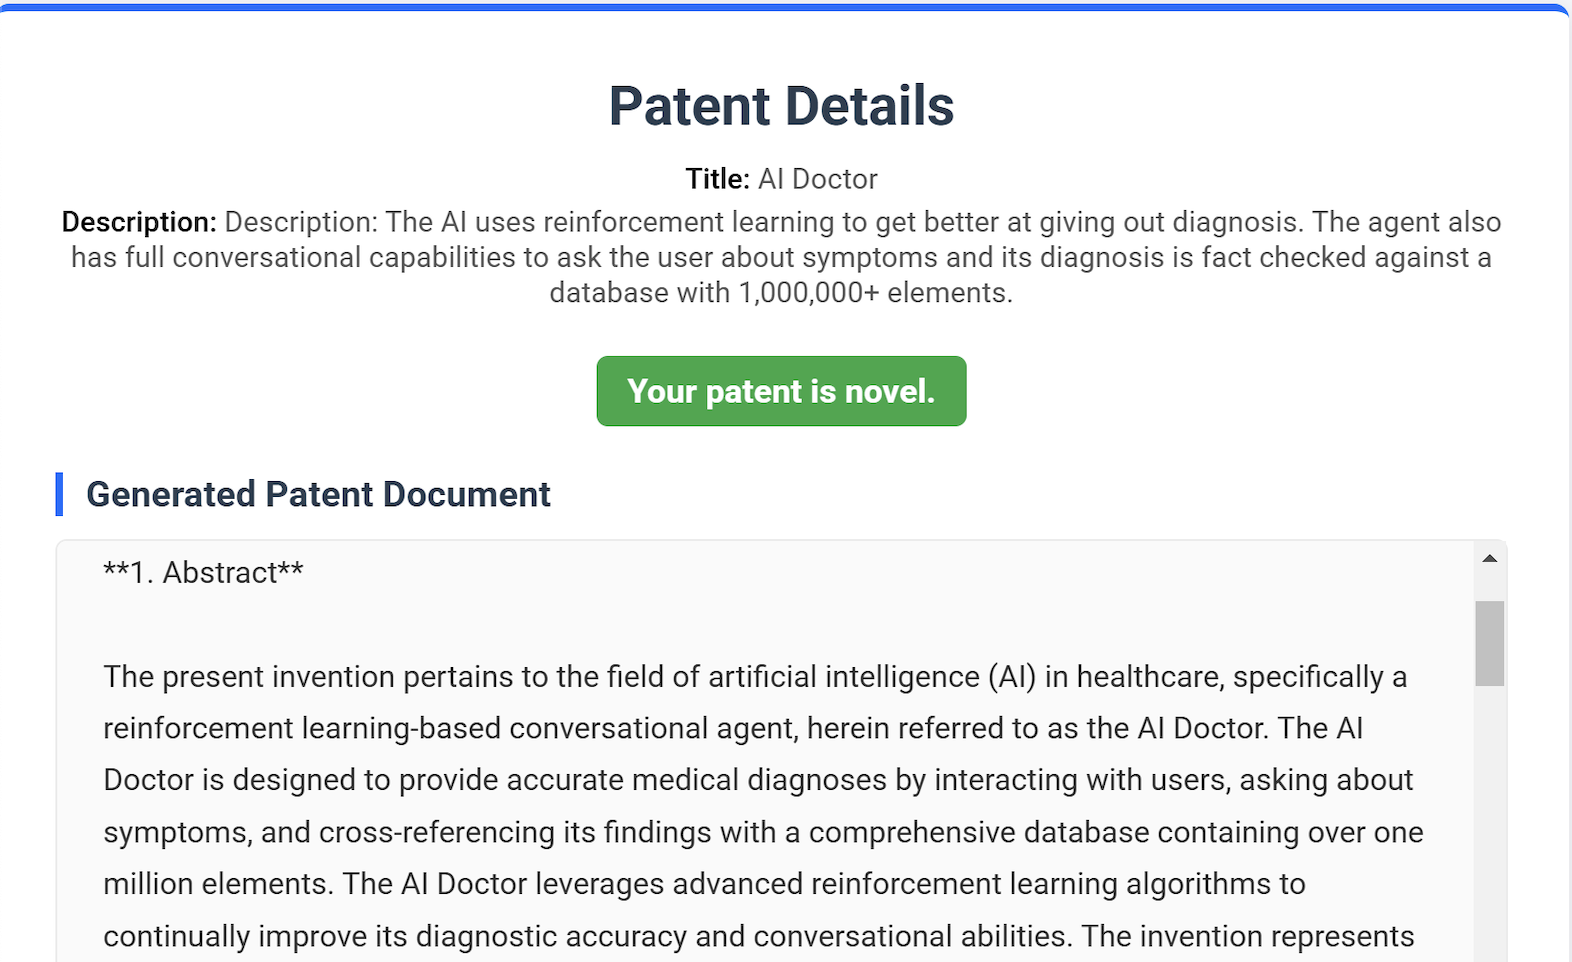 Patent Details
Title: AI Doctor
Description: Description: The AI uses reinforcement learning to get better at giving out diagnosis. The agent also
has full conversational capabilities to ask the user about symptoms and its diagnosis is fact checked against a
database with 1,000,000+ elements.
Your patent is novel.
Generated Patent Document
**1. Abstract**
The present invention pertains to the field of artificial intelligence (AI) in healthcare, specifically a
reinforcement learning-based conversational agent, herein referred to as the AI Doctor. The AI
Doctor is designed to provide accurate medical diagnoses by interacting with users, asking about
symptoms, and cross-referencing its findings with a comprehensive database containing over one
million elements. The AI Doctor leverages advanced reinforcement learning algorithms to
continually improve its diagnostic accuracy and conversational abilities. The invention represents